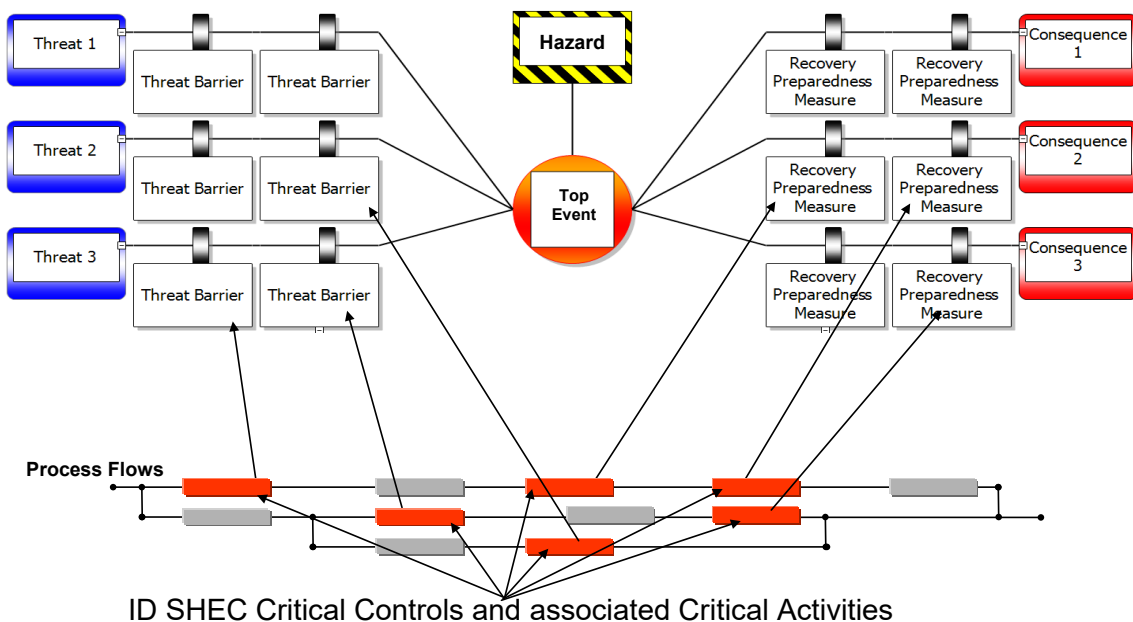 Threat 1
Threat Barrier
Threat Barrier
Hazard
Recovery
Preparedness
Measure
Recovery
Preparedness
Measure
Consequence
1
Threat 2
Threat Barrier
Threat Barrier
Top
Event
Recovery
Preparedness
Measure
Recovery
Preparedness
Measure
Consequence
2
Threat 3
Threat Barrier
Threat Barrier
Recovery
Preparedness
Measure
Recovery
Preparedness
Measure
Consequence
3
Process Flows
ID SHEC Critical Controls and associated Critical Activities